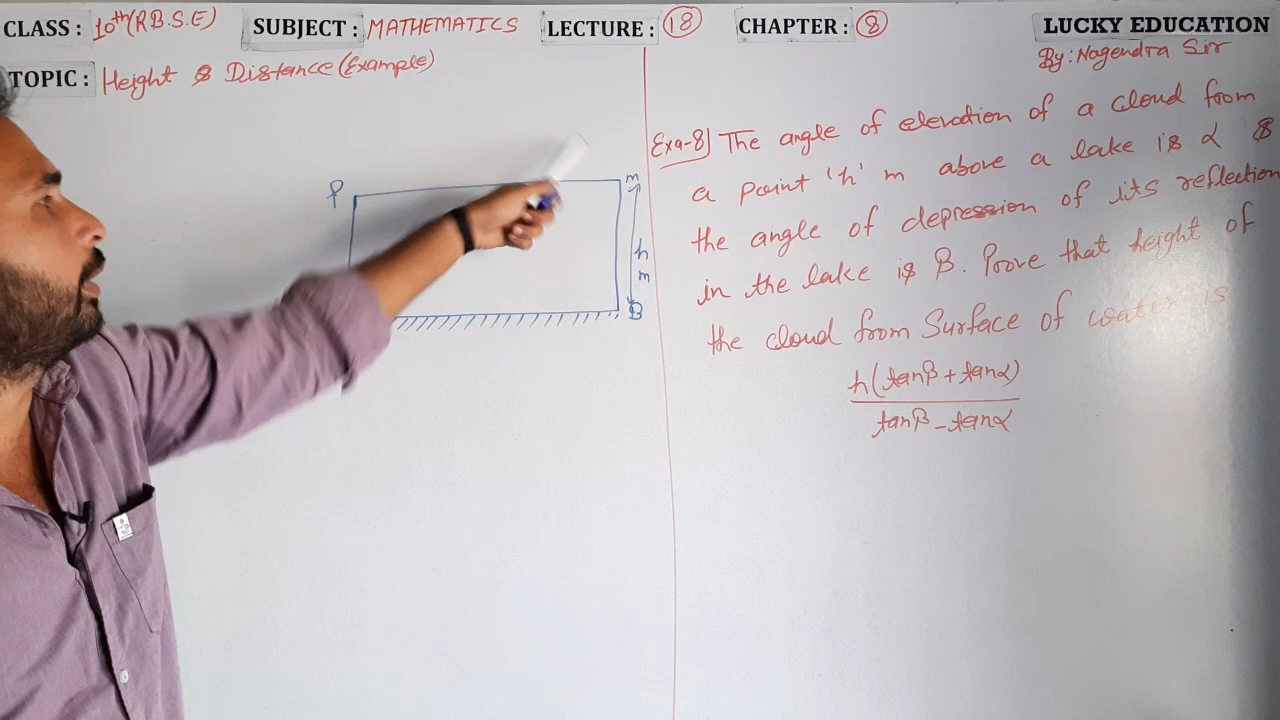 CLASS : 10th (R.B.S.E) SUBJECT : MATHEMATICS LECTURE : 18 CHAPTER : 8 LUCKY EDUCATION
By: Nagendra Sir
TOPIC : Height & Distance (Example)
Exa-8] The angle of elevation of a cloud from
a point 'h' m above a lake is α &
the angle of depression of its reflection
in the lake is β. Prove that height of
the cloud from Surface of water is
h(tanβ + tanα)
tanβ - tanα
P
m
h
m
B